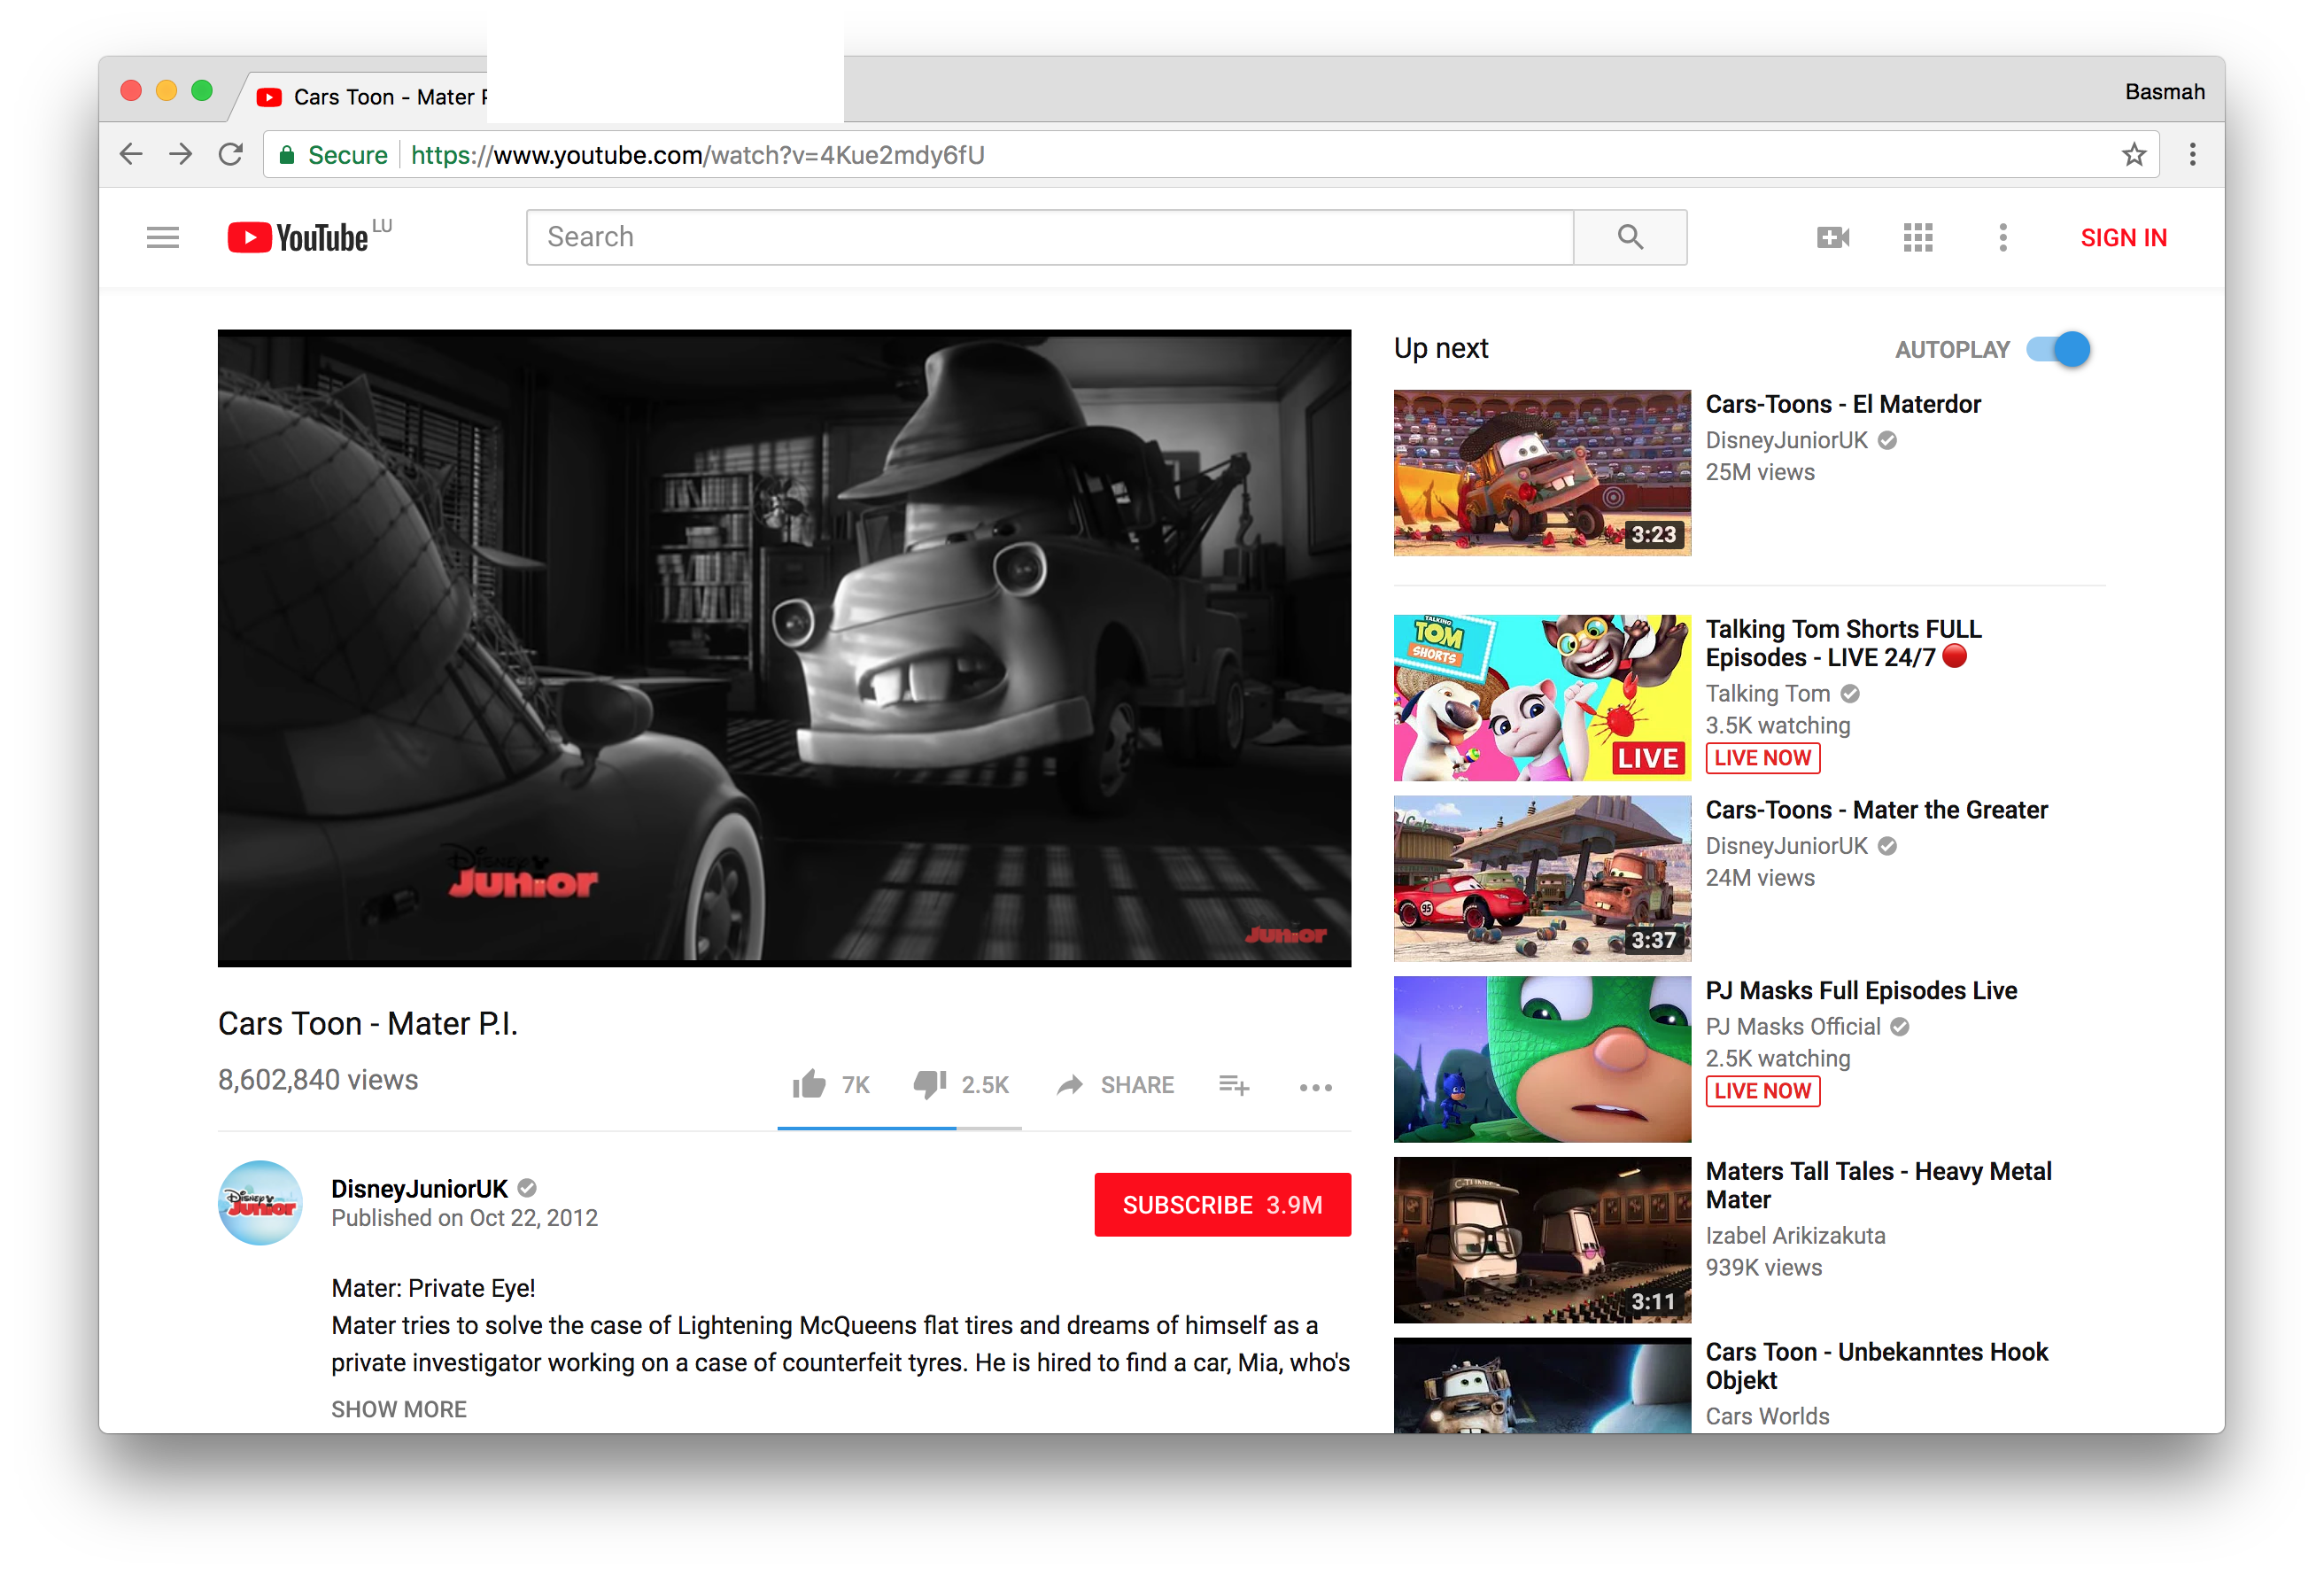 Cars Toon - Mater P
Basmah
Secure https://www.youtube.com/watch?v=4Kue2mdy6fU
YouTube LU
Search
SIGN IN
Disney
Junior
Junior
Cars Toon - Mater P.I.
8,602,840 views
7K
2.5K
SHARE
Disney
Junior
DisneyJuniorUK
Published on Oct 22, 2012
SUBSCRIBE 3.9M
Mater: Private Eye!
Mater tries to solve the case of Lightening McQueens flat tires and dreams of himself as a
private investigator working on a case of counterfeit tyres. He is hired to find a car, Mia, who's
SHOW MORE
Up next
AUTOPLAY
3:23
Cars-Toons - El Materdor
DisneyJuniorUK
25M views
TALKING
TOM
SHORTS
LIVE
Talking Tom Shorts FULL
Episodes - LIVE 24/7
Talking Tom
3.5K watching
LIVE NOW
95
3:37
Cars-Toons - Mater the Greater
DisneyJuniorUK
24M views
PJ Masks Full Episodes Live
PJ Masks Official
2.5K watching
LIVE NOW
3:11
Maters Tall Tales - Heavy Metal
Mater
Izabel Arikizakuta
939K views
Cars Toon - Unbekanntes Hook
Objekt
Cars Worlds